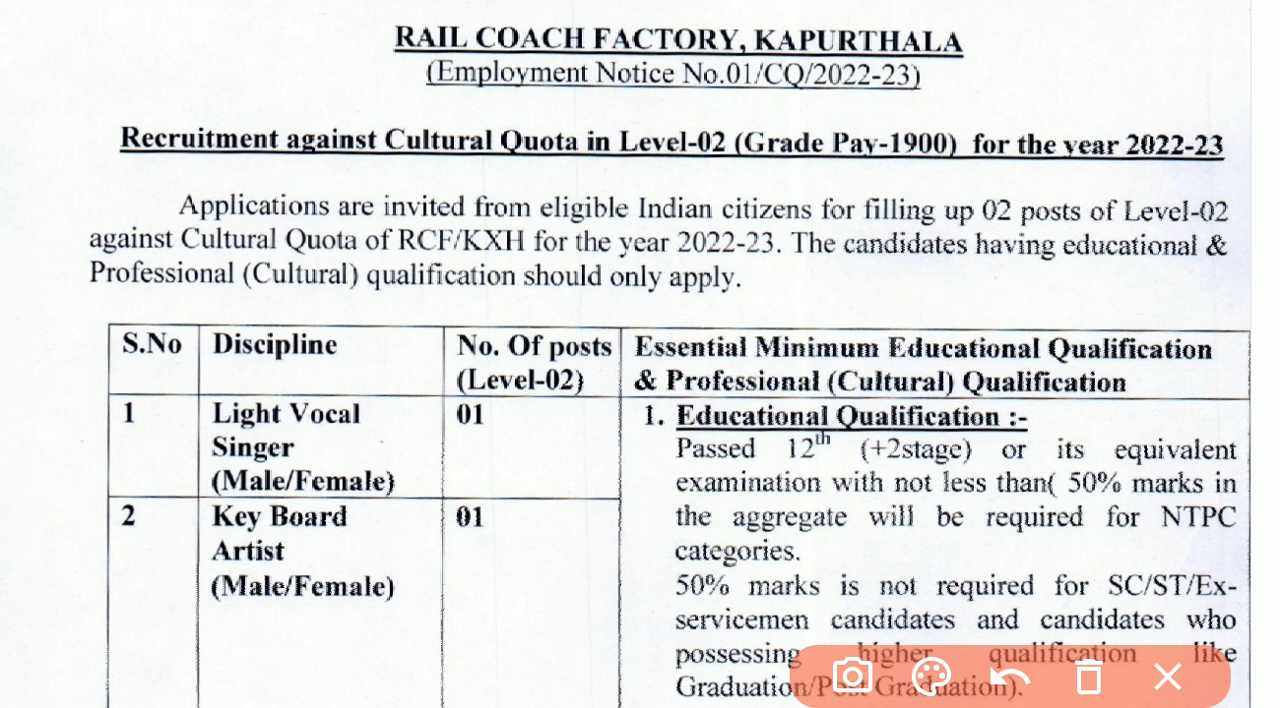 RAIL COACH FACTORY, KAPURTHALA
(Employment Notice No.01/CQ/2022-23)
Recruitment against Cultural Quota in Level-02 (Grade Pay-1900) for the year 2022-23
Applications are invited from eligible Indian citizens for filling up 02 posts of Level-02
against Cultural Quota of RCF/KXH for the year 2022-23. The candidates having educational &
Professional (Cultural) qualification should only apply.
S.No Discipline No. Of posts (Level-02) Essential Minimum Educational Qualification
& Professional (Cultural) Qualification
1 Light Vocal
Singer
(Male/Female)
01
2 Key Board
Artist
(Male/Female)
01
1. Educational Qualification :-
Passed 12th (+2stage) or its equivalent
examination with not less than( 50% marks in
the aggregate will be required for NTPC
categories.
50% marks is not required for SC/ST/Ex-
servicemen candidates and candidates who
possessing higher qualification like
Graduation/Post Graduation).